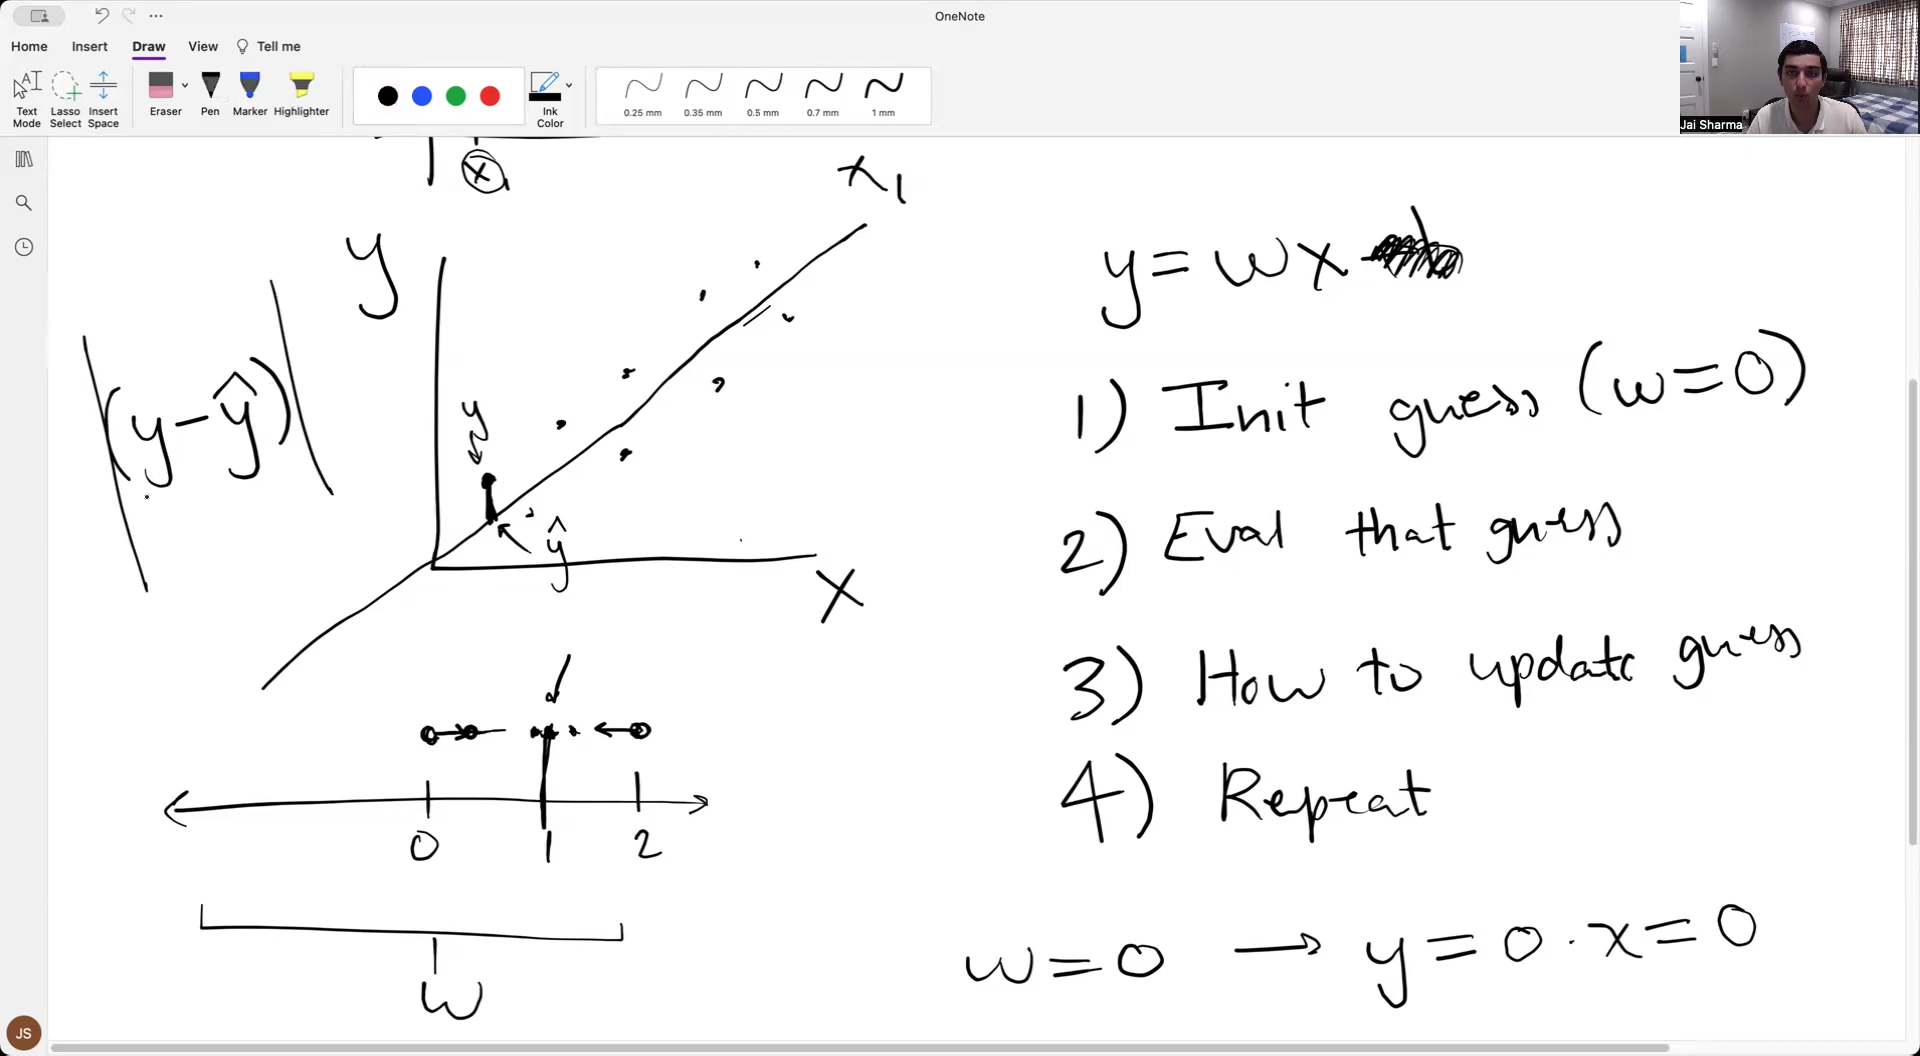 OneNote
Home Insert Draw View Tell me
Text Mode Lasso Select Insert Space Eraser Pen Marker Highlighter Ink Color 0.25 mm 0.35 mm 0.5 mm 0.7 mm 1 mm
Jai Sharma
x
x₁
y
|(y-ŷ)|
y
ŷ
X
0 1 2
w
y = wx
1) Init guess (w=0)
2) Eval that guess
3) How to update guess
4) Repeat
w=0 → y=0·x=0
JS